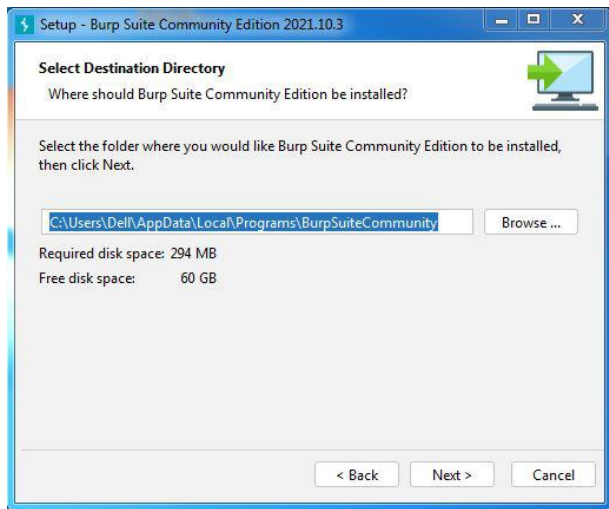 Setup - Burp Suite Community Edition 2021.10.3
Select Destination Directory
Where should Burp Suite Community Edition be installed?
Select the folder where you would like Burp Suite Community Edition to be installed,
then click Next.
C:\Users\Dell\AppData\Local\Programs\BurpSuiteCommunity
Browse ...
Required disk space: 294 MB
Free disk space: 60 GB
< Back
Next >
Cancel